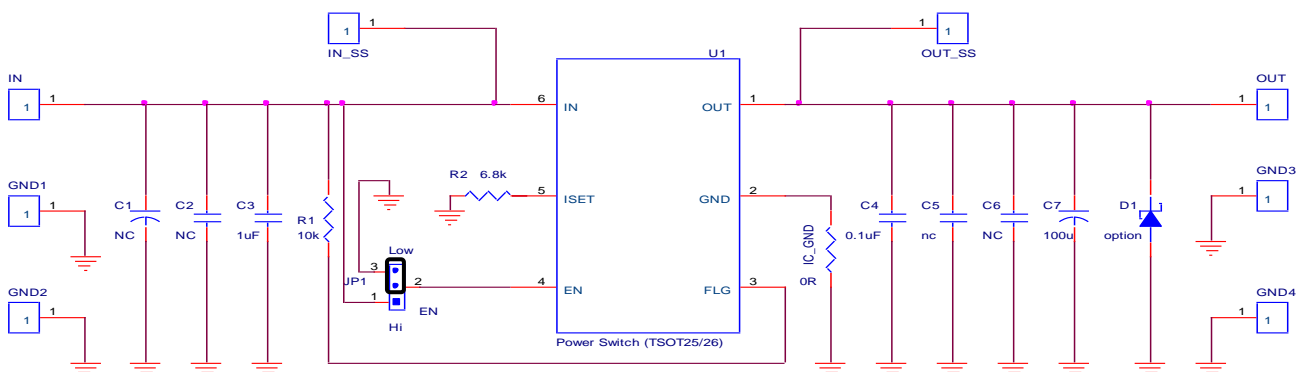 1 1
IN_SS
1 1
OUT_SS
U1
IN
1 1
6 IN
OUT 1
OUT
1 1
R2 6.8k
5 ISET
GND 2
GND1
1 1
GND3
1 1
C1
NC
C2
NC
C3
1uF
R1
10k
Low
3
JP1
2
1
EN
Hi
4 EN
FLG 3
IC_GND
0R
C4
0.1uF
C5
nc
C6
NC
C7
100u
D1
option
GND2
1 1
GND4
1 1
Power Switch (TSOT25/26)